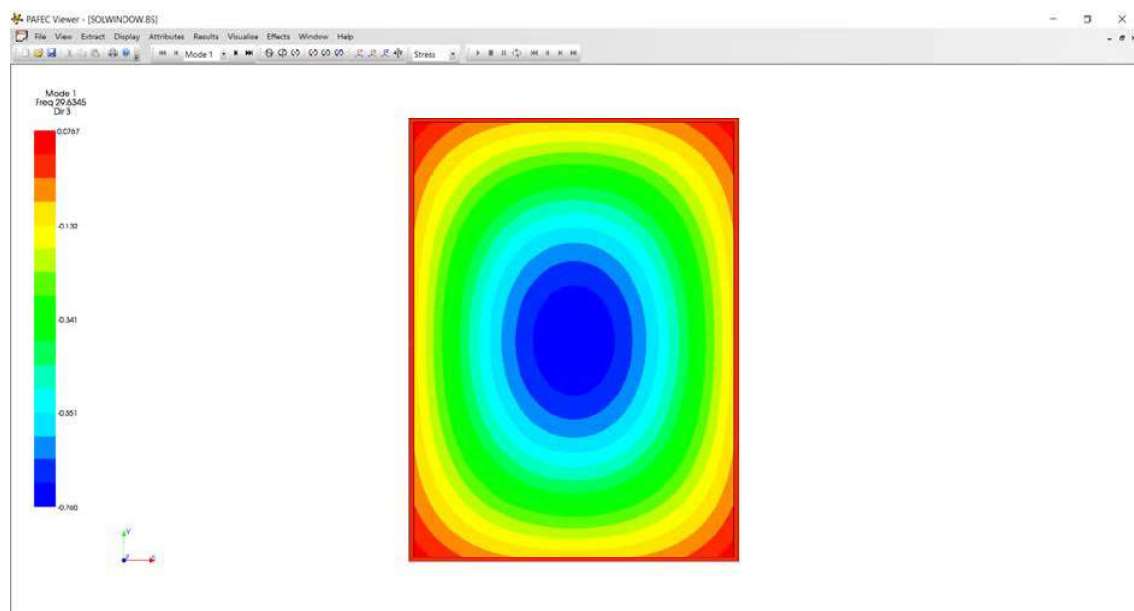 PAFEC Viewer - [SOLWINDOW.BS]
File View Extract Display Attributes Results Visualise Effects Window Help
Mode 1 Stress
Mode 1
Freq 29.6345
Dir 3
0.0767
-0.132
-0.341
-0.551
-0.760
Y
Z X